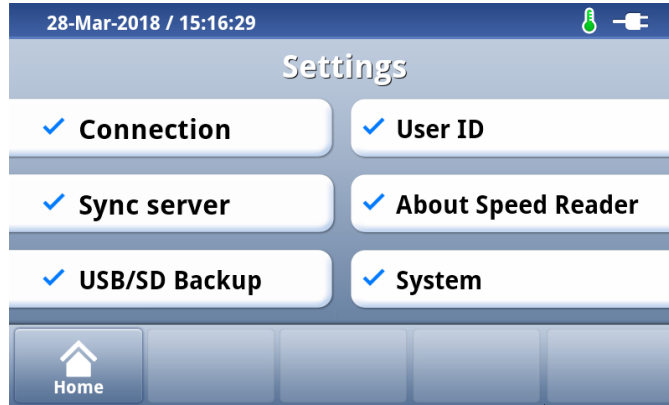 28-Mar-2018 / 15:16:29
Settings
Connection
User ID
Sync server
About Speed Reader
USB/SD Backup
System
Home